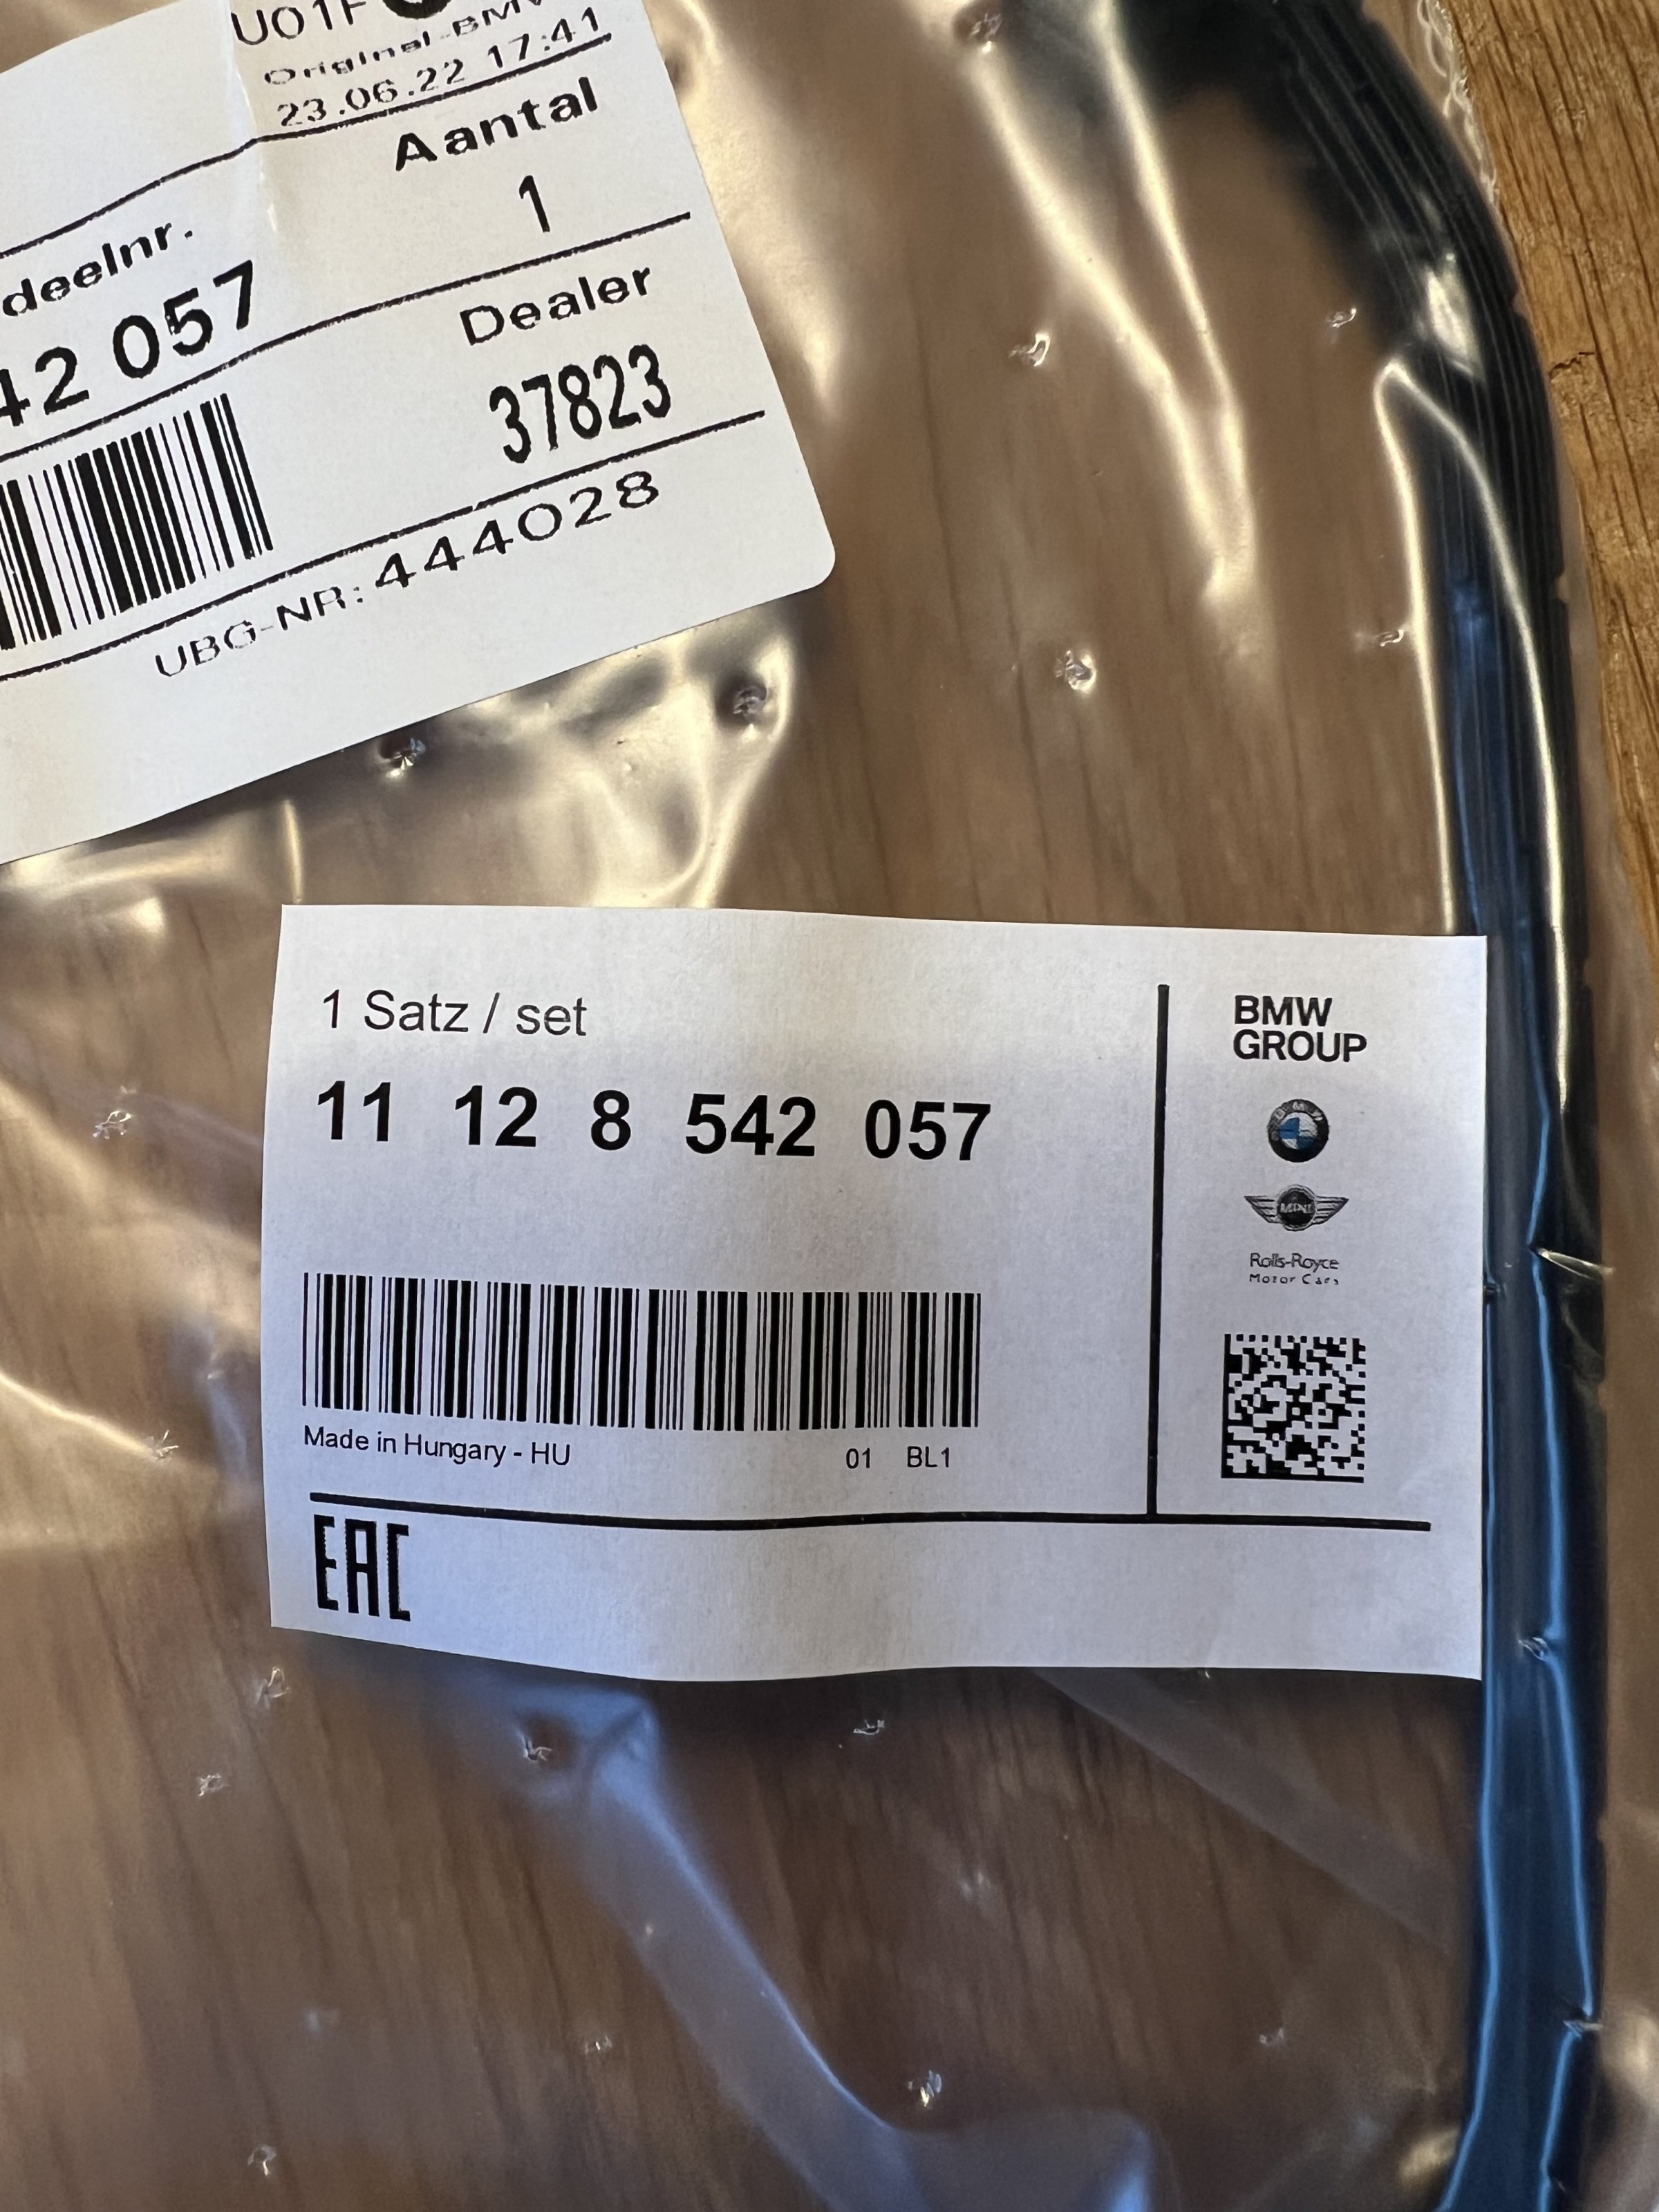 U01F
Original-BMW
23.06.22 17:41
Aantal
1
deelnr.
42 057
Dealer
37823
UBG-NR:444028
1 Satz / set
11 12 8 542 057
Made in Hungary - HU
01 BL1
EAC
BMW
GROUP
BMW
MINI
Rolls-Royce
Motor Cars